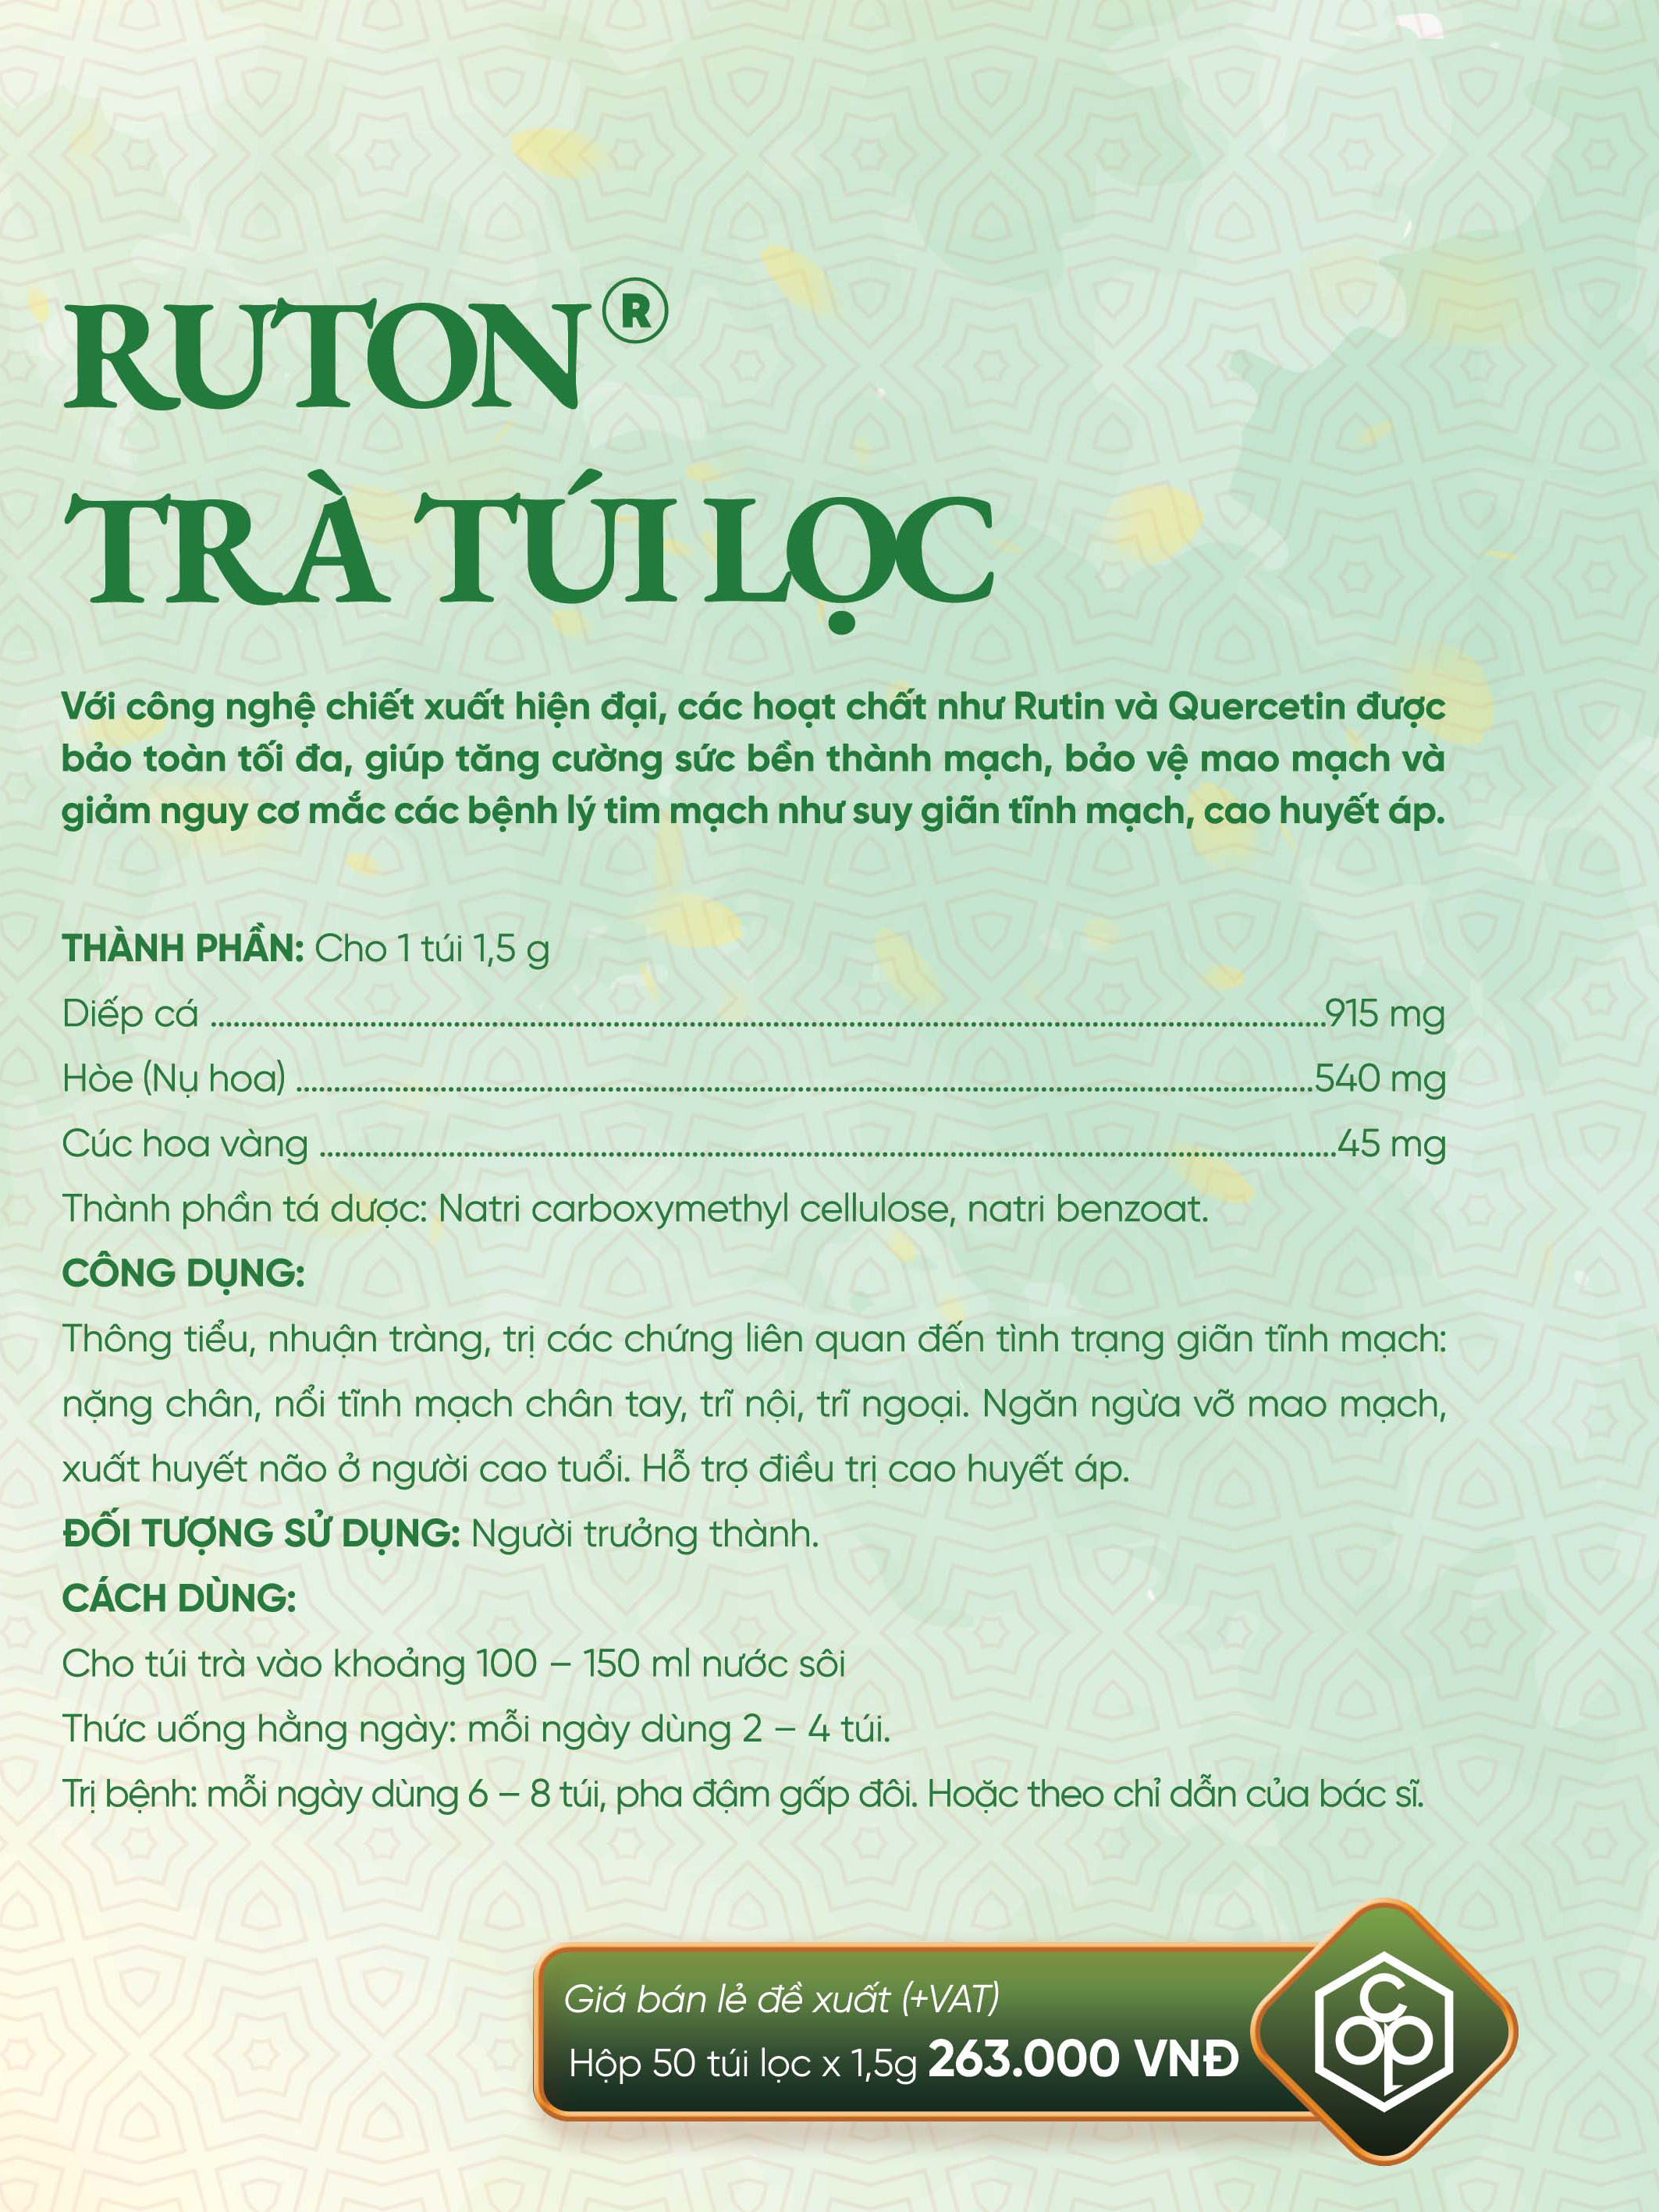 RUTON®
TRÀ TÚI LỌC
Với công nghệ chiết xuất hiện đại, các hoạt chất như Rutin và Quercetin được
bảo toàn tối đa, giúp tăng cường sức bền thành mạch, bảo vệ mao mạch và
giảm nguy cơ mắc các bệnh lý tim mạch như suy giãn tĩnh mạch, cao huyết áp.
THÀNH PHẦN: Cho 1 túi 1,5 g
Diếp cá ........................................................................................................915 mg
Hòe (Nụ hoa) ........................................................................................................540 mg
Cúc hoa vàng ........................................................................................................45 mg
Thành phần tá dược: Natri carboxymethyl cellulose, natri benzoat.
CÔNG DỤNG:
Thông tiểu, nhuận tràng, trị các chứng liên quan đến tình trạng giãn tĩnh mạch:
nặng chân, nổi tĩnh mạch chân tay, trĩ nội, trĩ ngoại. Ngăn ngừa vỡ mao mạch,
xuất huyết não ở người cao tuổi. Hỗ trợ điều trị cao huyết áp.
ĐỐI TƯỢNG SỬ DỤNG: Người trưởng thành.
CÁCH DÙNG:
Cho túi trà vào khoảng 100 – 150 ml nước sôi
Thức uống hằng ngày: mỗi ngày dùng 2 – 4 túi.
Trị bệnh: mỗi ngày dùng 6 – 8 túi, pha đậm gấp đôi. Hoặc theo chỉ dẫn của bác sĩ.
Giá bán lẻ đề xuất (+VAT)
Hộp 50 túi lọc x 1,5g 263.000 VNĐ
OPC